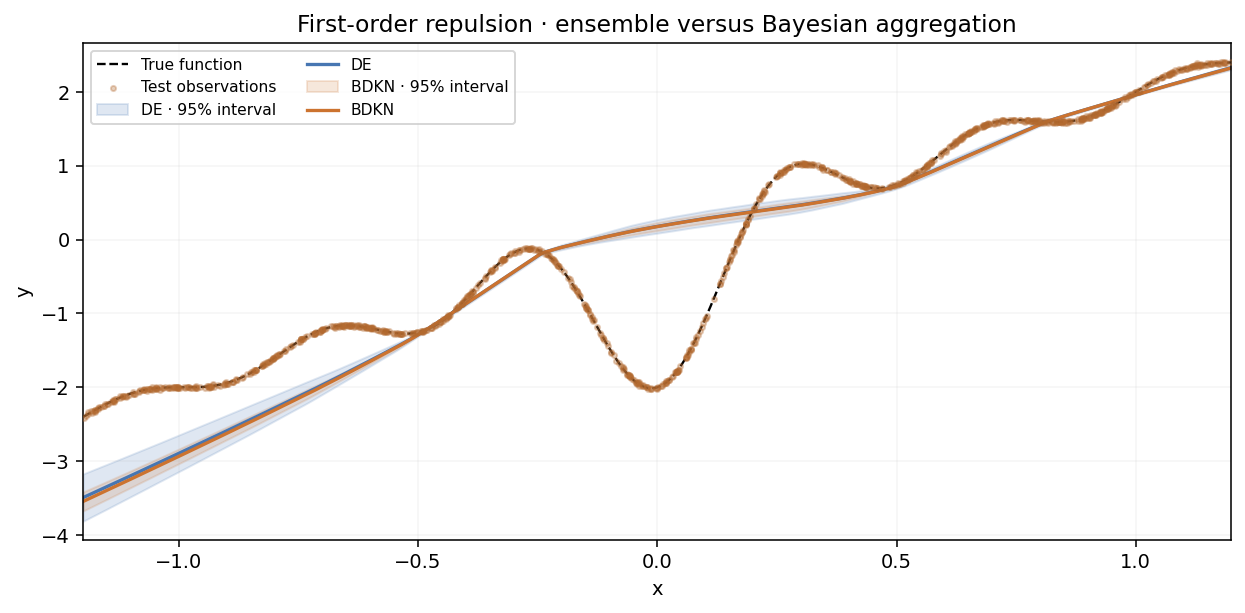 First-order repulsion · ensemble versus Bayesian aggregation
True function
Test observations
DE · 95% interval
DE
BDKN · 95% interval
BDKN
y
2
1
0
−1
−2
−3
−4
−1.0
−0.5
0.0
0.5
1.0
x